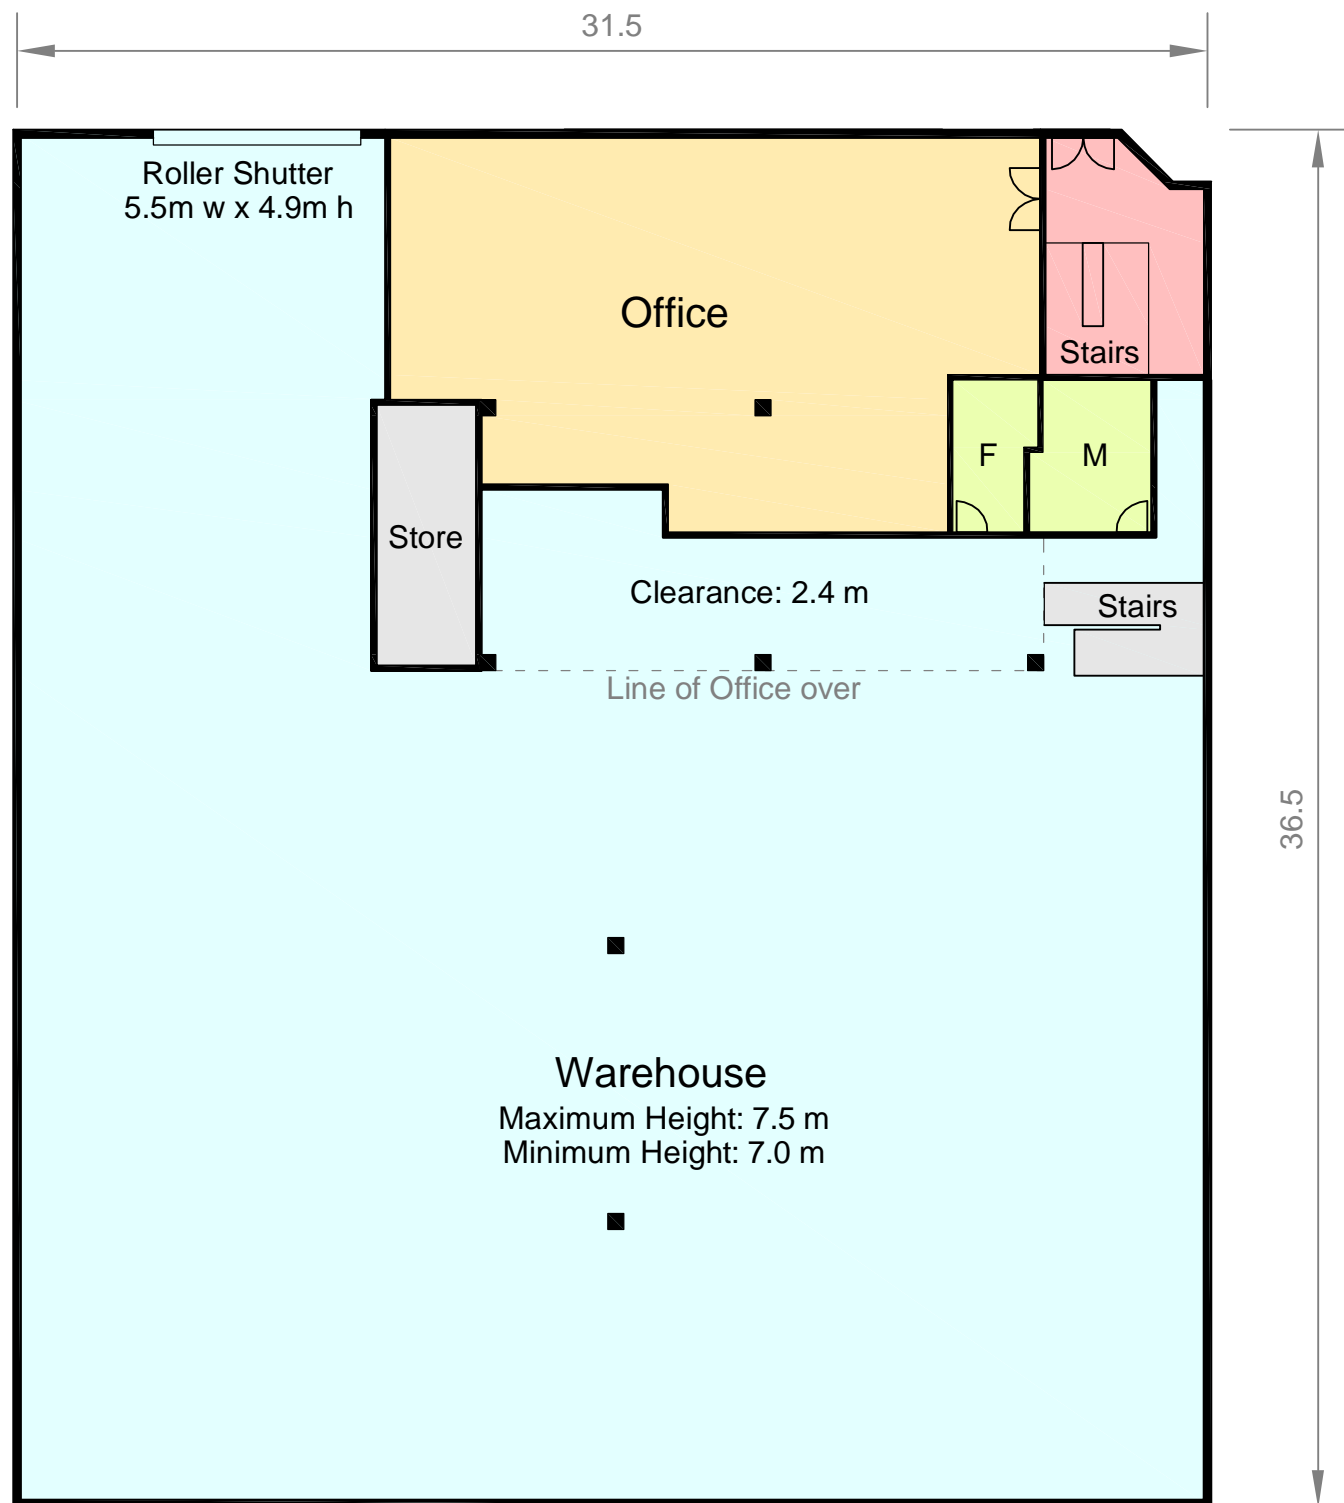 31.5
Roller Shutter
5.5m w x 4.9m h
Office
Stairs
F
M
Store
Clearance: 2.4 m
Stairs
Line of Office over
36.5
Warehouse
Maximum Height: 7.5 m
Minimum Height: 7.0 m